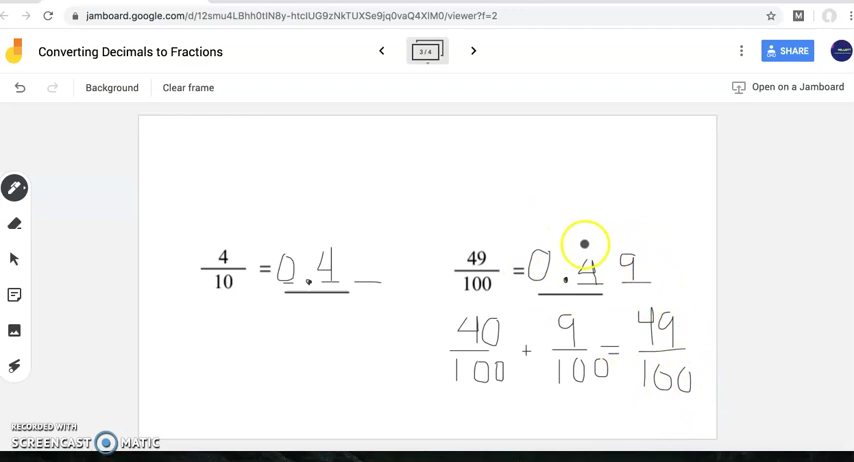 jamboard.google.com/d/12smu4LBhh0tIN8y-htcIUG9zNkTUXSe9jq0vaQ4XIM0/viewer?f=2
M
Converting Decimals to Fractions
3 / 4
SHARE
Background
Clear frame
Open on a Jamboard
4/10 = 0.4
49/100 = 0.49
40/100 + 9/100 = 49/100
RECORDED WITH
SCREENCAST MATIC